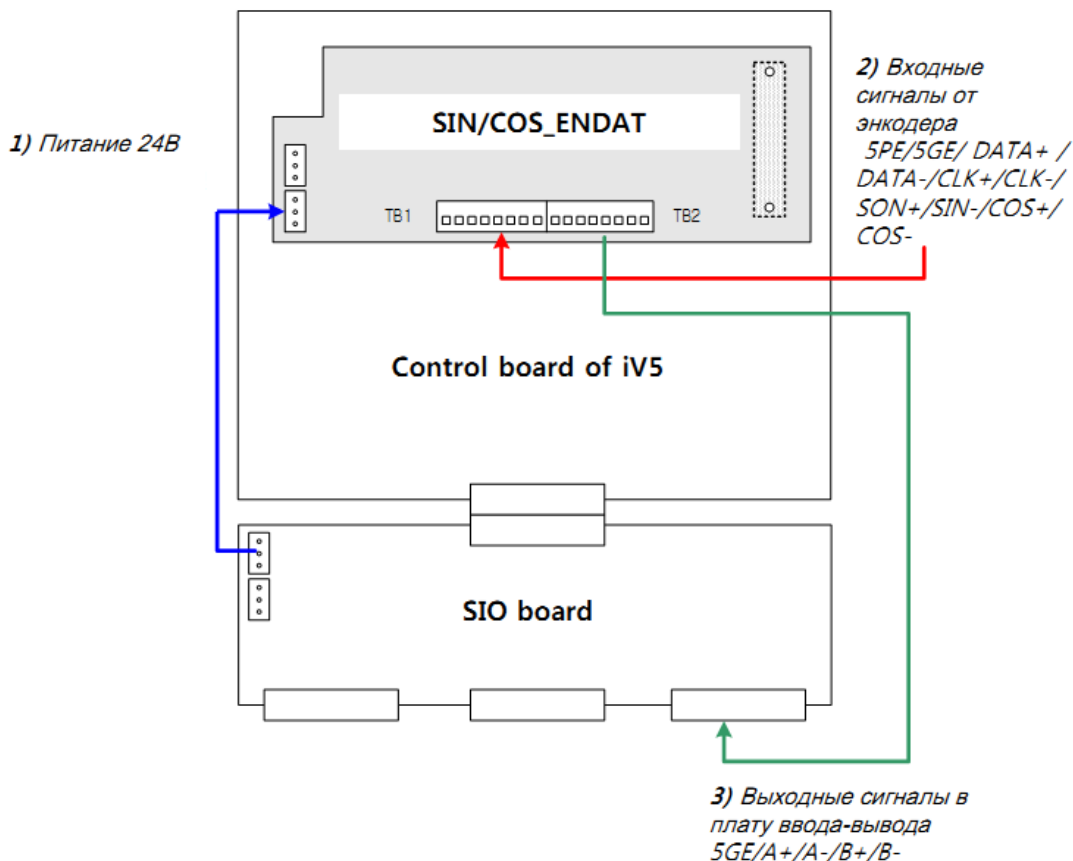 SIN/COS_ENDAT
1) Питание 24В
2) Входные
сигналы от
энкодера
5PE/5GE/ DATA+ /
DATA-/CLK+/CLK-/
SON+/SIN-/COS+/
COS-
TB1
TB2
Control board of iV5
SIO board
3) Выходные сигналы в
плату ввода-вывода
5GE/A+/A-/B+/B-